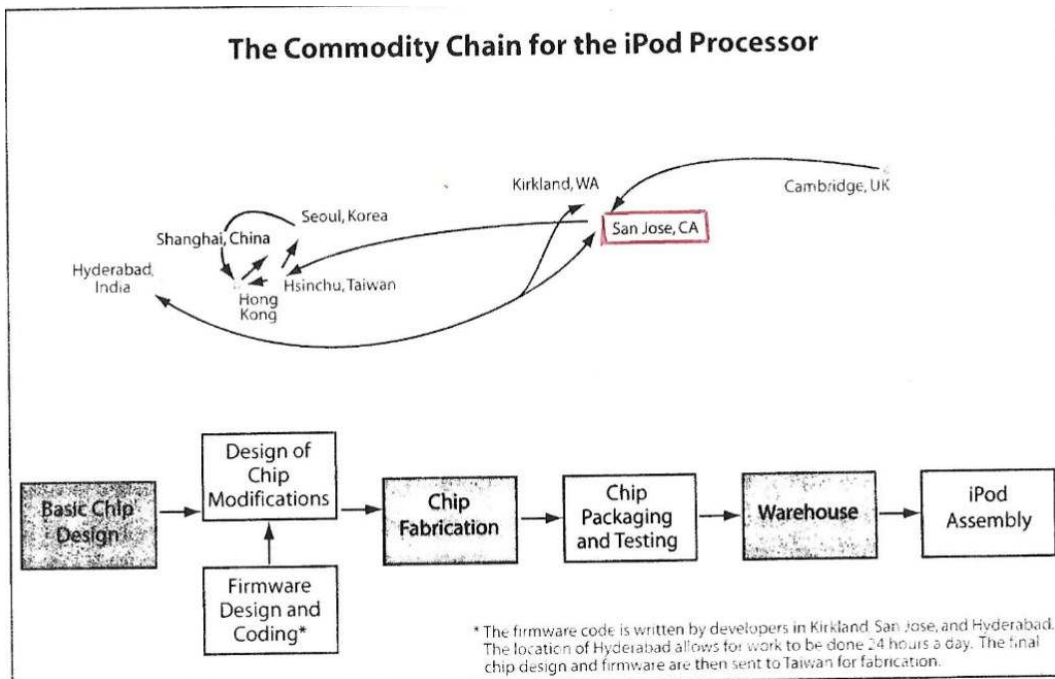 The Commodity Chain for the iPod Processor
Kirkland, WA
Cambridge, UK
San Jose, CA
Seoul, Korea
Shanghai, China
Hyderabad,
India
Hsinchu, Taiwan
Hong
Kong
Basic Chip
Design
Design of
Chip
Modifications
Firmware
Design and
Coding*
Chip
Fabrication
Chip
Packaging
and Testing
Warehouse
iPod
Assembly
* The firmware code is written by developers in Kirkland, San Jose, and Hyderabad.
The location of Hyderabad allows for work to be done 24 hours a day. The final
chip design and firmware are then sent to Taiwan for fabrication.